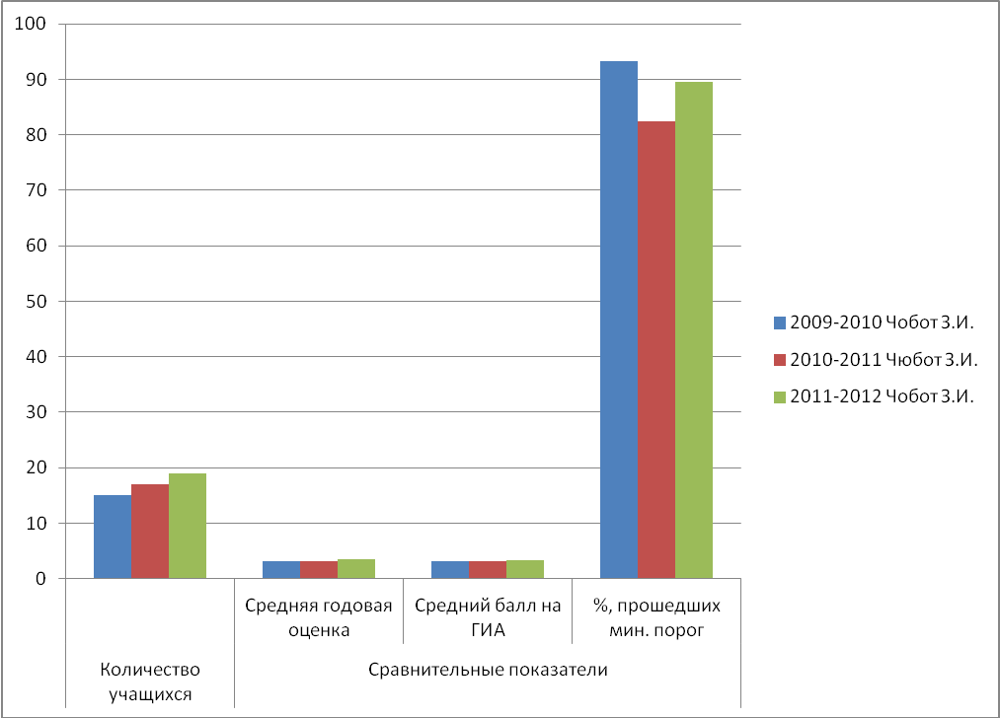 100
90
80
70
60
50
40
30
20
10
0
Средняя годовая
оценка
Средний балл на
ГИА
%, прошедших
мин. порог
Количество
учащихся
Сравнительные показатели
2009-2010 Чобот З.И.
2010-2011 Чюбот З.И.
2011-2012 Чобот З.И.